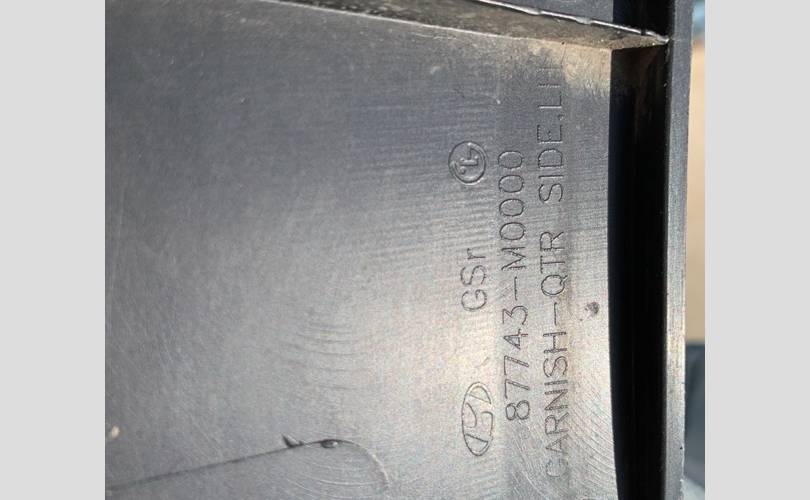 GSr
87743-M0000
GARNISH-QTR SIDE,LH